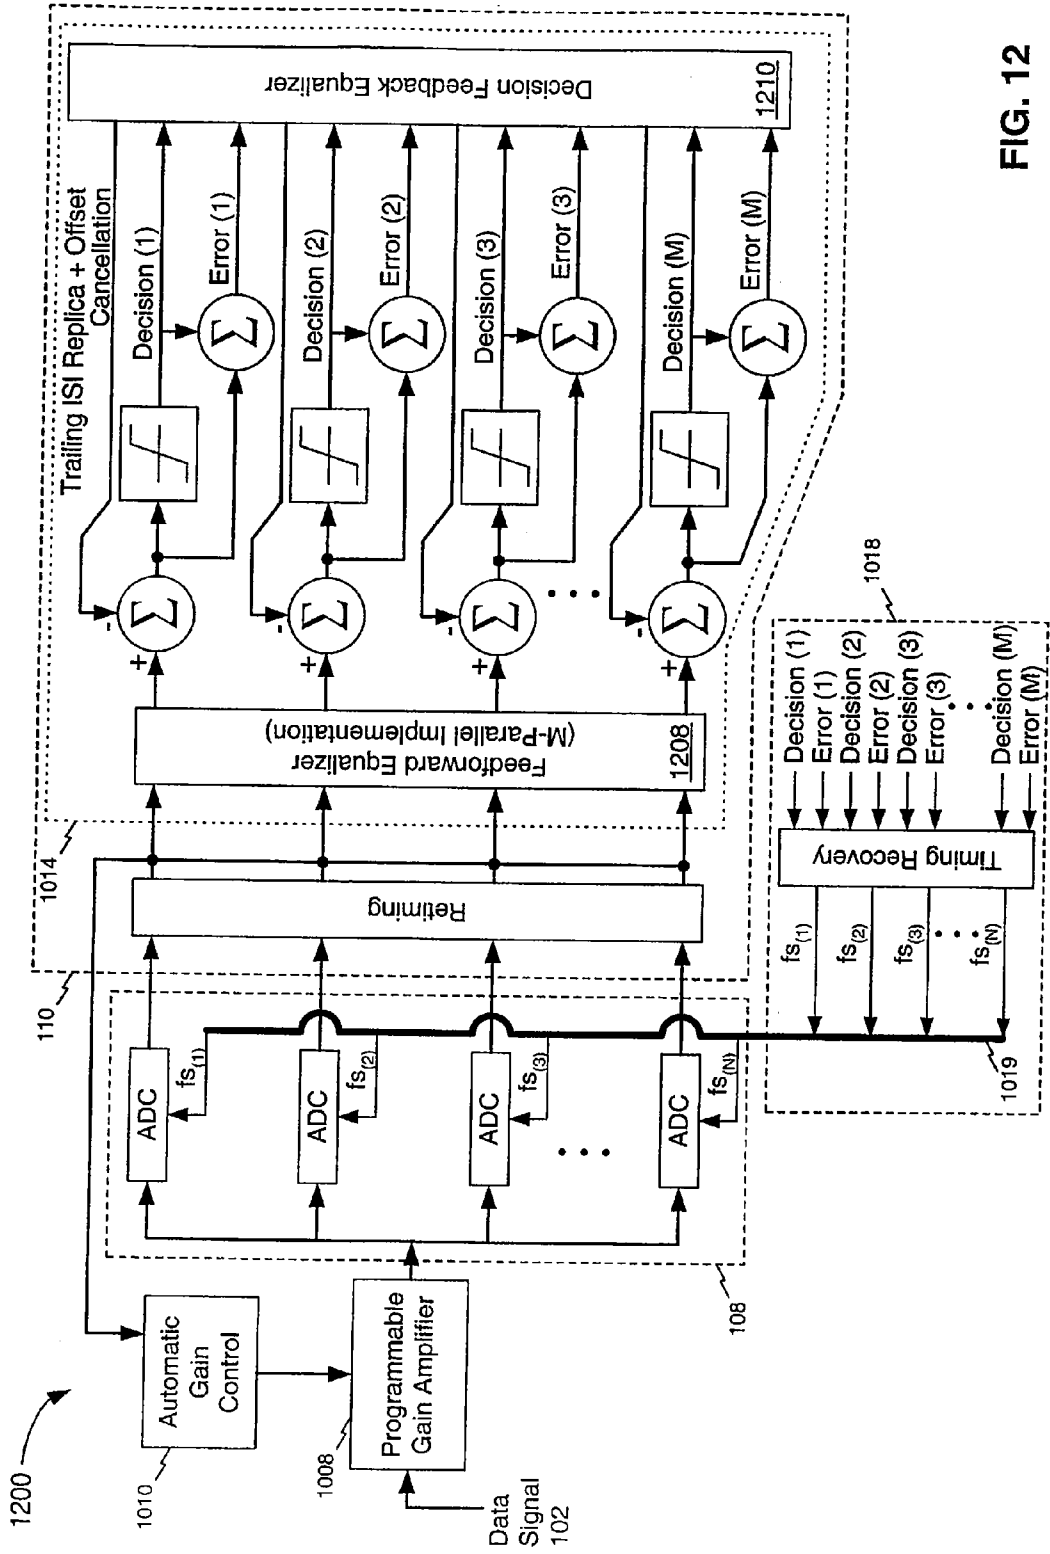 1200
1010
Automatic
Gain
Control
1008
Programmable
Gain Amplifier
Data
Signal
102
108
ADC
fs(1)
ADC
fs(2)
ADC
fs(3)
• • •
ADC
fs(N)
110
Retiming
1014
Feedforward Equalizer
(M-Parallel Implementation)
1208
Trailing ISI Replica + Offset
Cancellation
+
-
Σ
Decision (1)
Σ
Error (1)
+
-
Σ
Decision (2)
Σ
Error (2)
+
-
Σ
Decision (3)
Σ
Error (3)
• • •
+
-
Σ
Decision (M)
Σ
Error (M)
Decision Feedback Equalizer
1210
1018
1019
fs(1)
fs(2)
fs(3)
• • •
fs(N)
Timing Recovery
Decision (1)
Error (1)
Decision (2)
Error (2)
Decision (3)
Error (3)
• • •
Decision (M)
Error (M)
FIG. 12